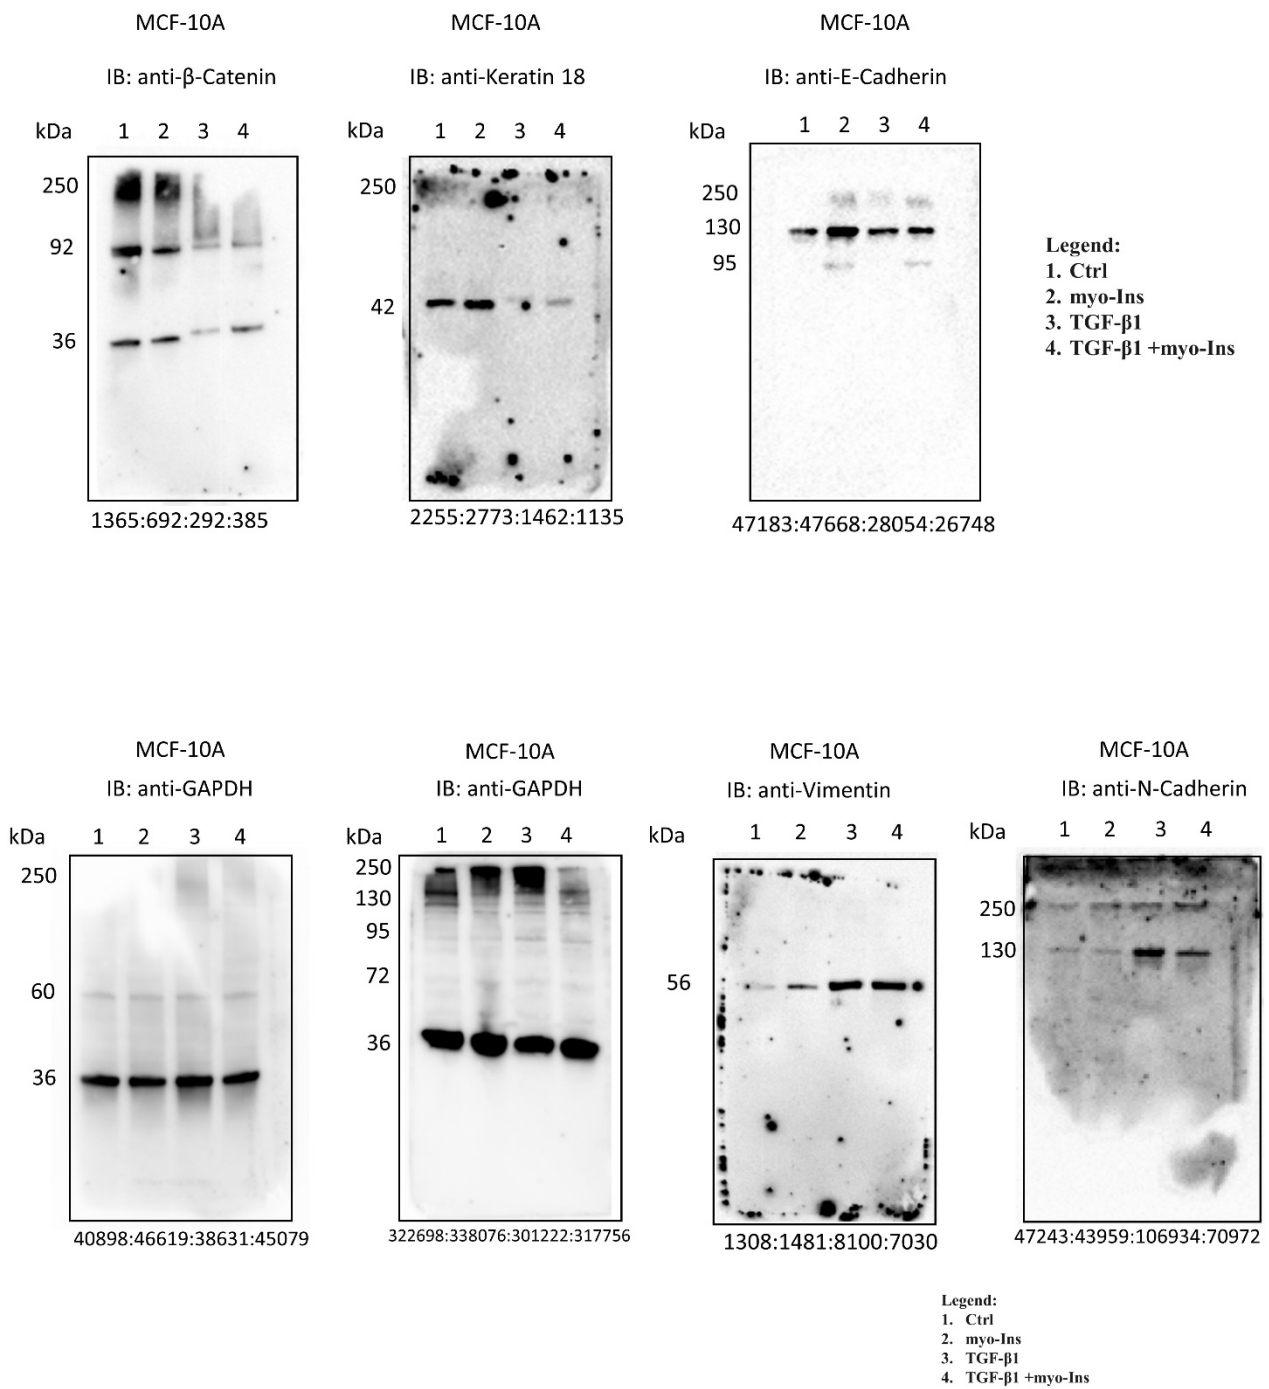 MCF-10A
IB: anti-β-Catenin
kDa 1 2 3 4
250
92
36
1365:692:292:385
MCF-10A
IB: anti-Keratin 18
kDa 1 2 3 4
250
42
2255:2773:1462:1135
MCF-10A
IB: anti-E-Cadherin
kDa 1 2 3 4
250
130
95
47183:47668:28054:26748
Legend:
1. Ctrl
2. myo-Ins
3. TGF-β1
4. TGF-β1 +myo-Ins
MCF-10A
IB: anti-GAPDH
kDa 1 2 3 4
250
60
36
40898:46619:38631:45079
MCF-10A
IB: anti-GAPDH
kDa 1 2 3 4
250
130
95
72
36
322698:338076:301222:317756
MCF-10A
IB: anti-Vimentin
kDa 1 2 3 4
56
1308:1481:8100:7030
MCF-10A
IB: anti-N-Cadherin
kDa 1 2 3 4
250
130
47243:43959:106934:70972
Legend:
1. Ctrl
2. myo-Ins
3. TGF-β1
4. TGF-β1 +myo-Ins